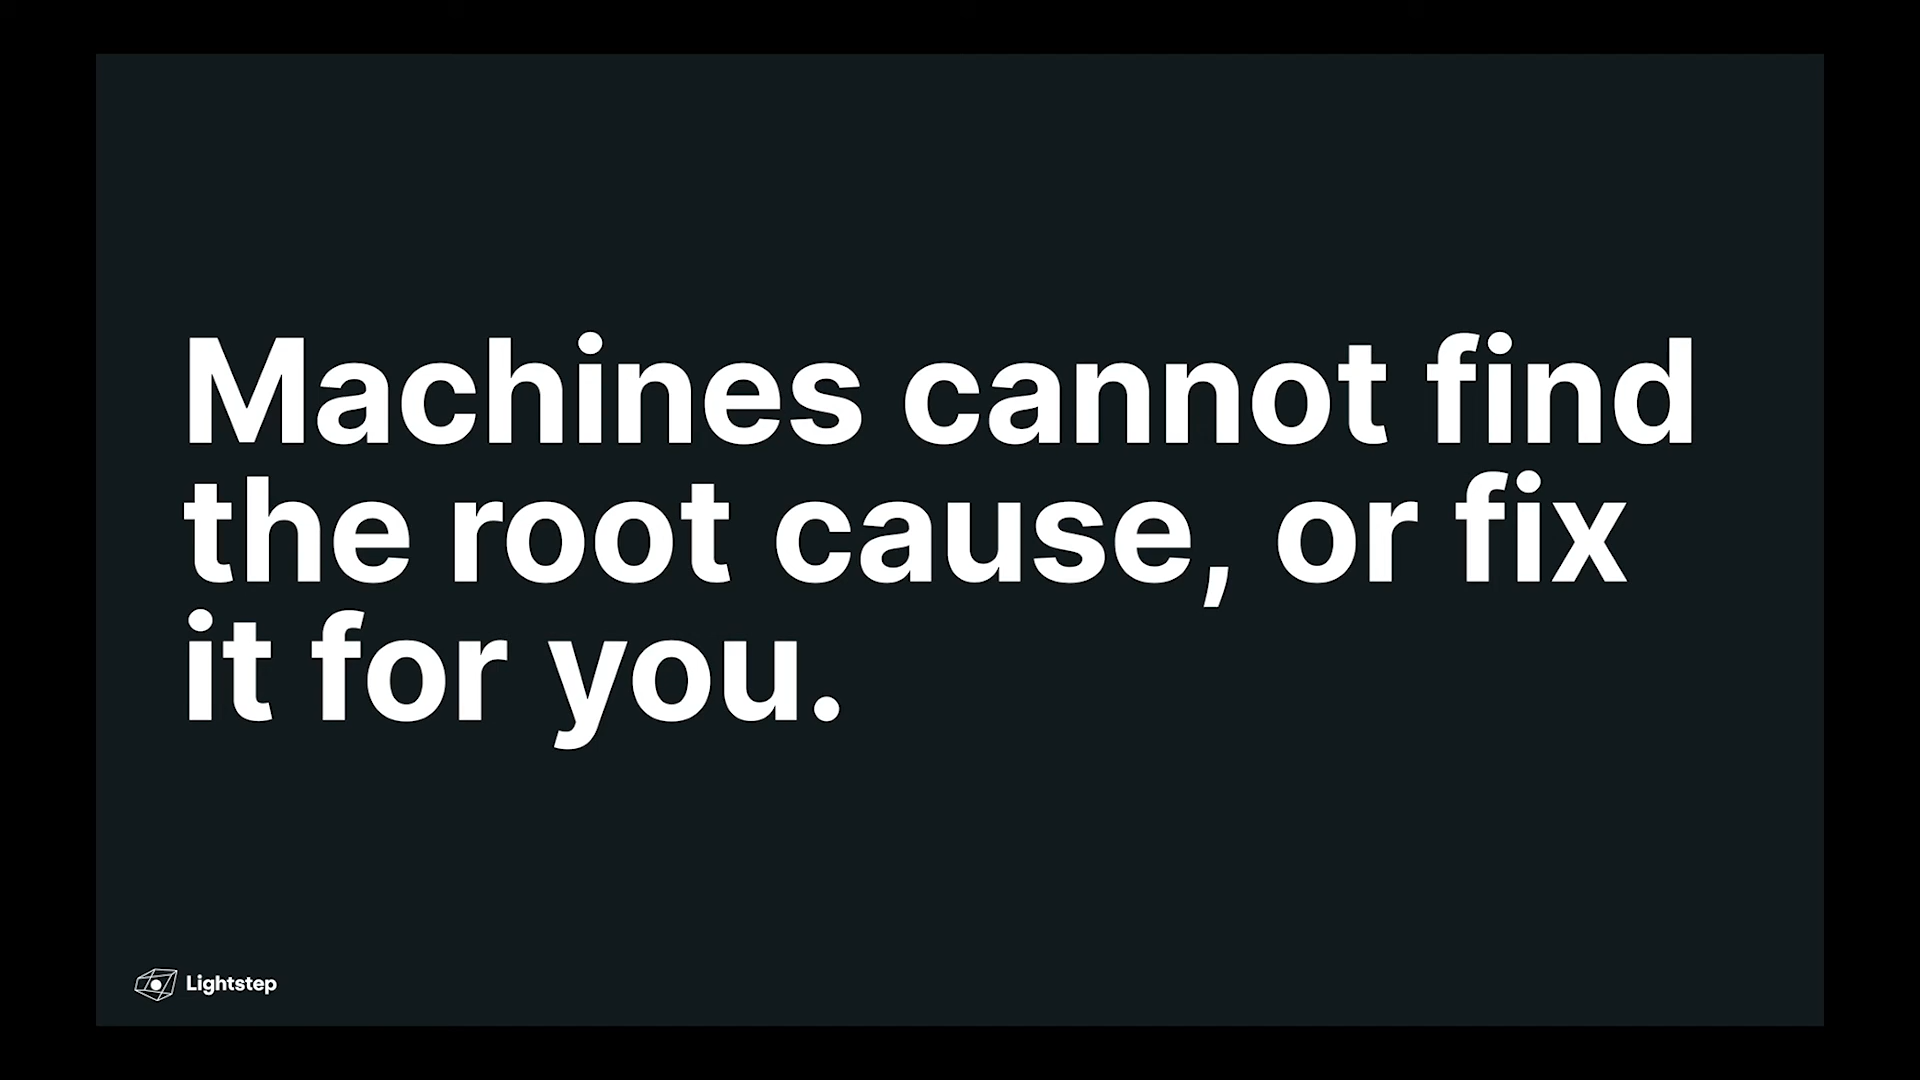 Machines cannot find
the root cause, or fix
it for you.
Lightstep